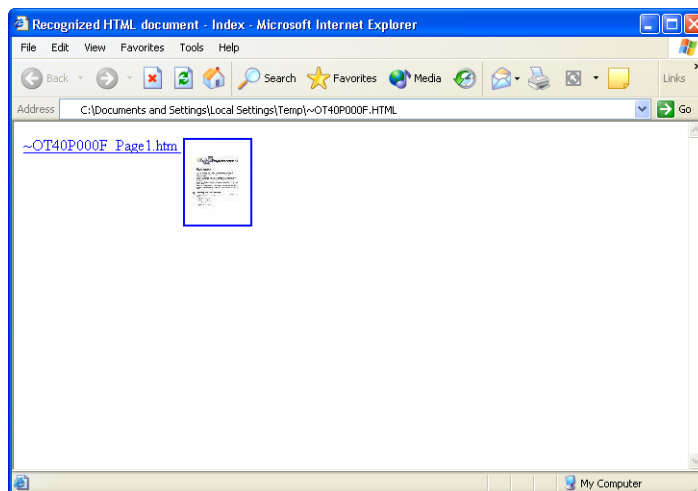 Recognized HTML document - Index - Microsoft Internet Explorer
File Edit View Favorites Tools Help
Back Search Favorites Media Links
Address C:\Documents and Settings\Local Settings\Temp\~OT40P000F.HTML Go
~OT40P000F_Page1.htm
My Computer